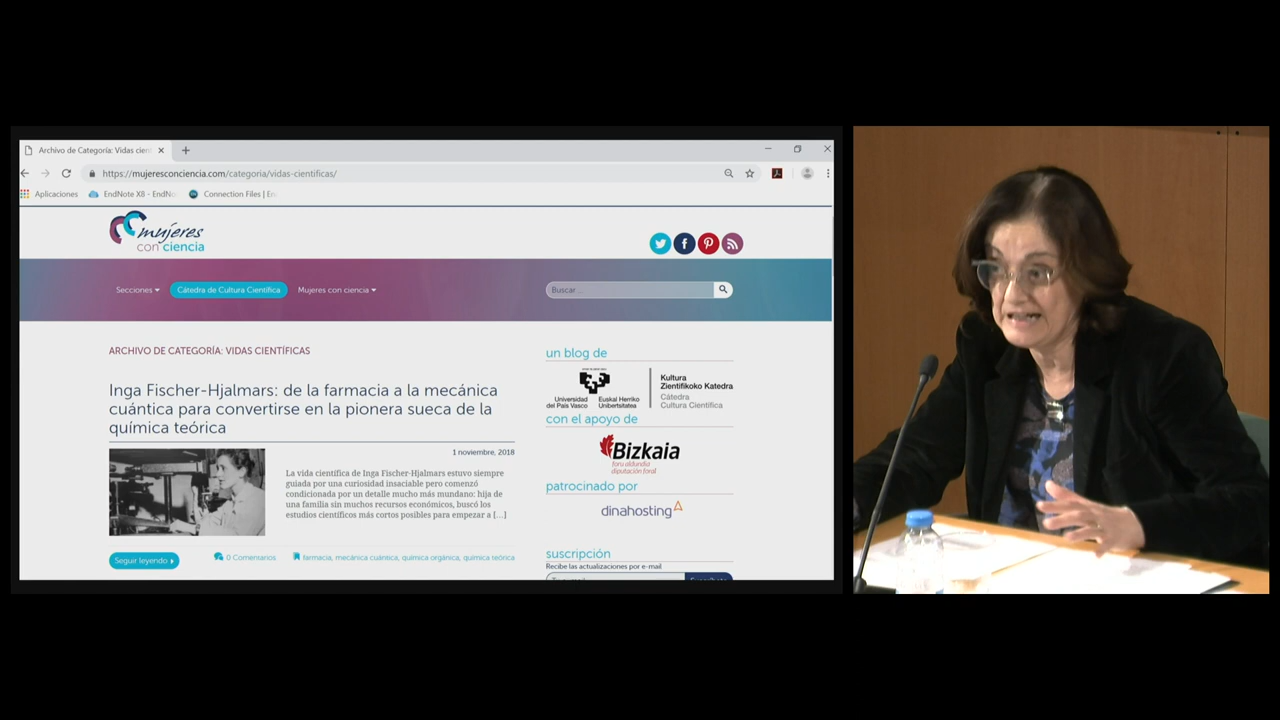 Archivo de Categoría: Vidas cien
https://mujeresconciencia.com/categoria/vidas-cientificas/
Aplicaciones
EndNote X8 - EndNo
Connection Files | En
mujeres
con ciencia
Secciones
Cátedra de Cultura Científica
Mujeres con ciencia
Buscar ...
ARCHIVO DE CATEGORÍA: VIDAS CIENTÍFICAS
Inga Fischer-Hjalmars: de la farmacia a la mecánica
cuántica para convertirse en la pionera sueca de la
química teórica
1 noviembre, 2018
La vida científica de Inga Fischer-Hjalmars estuvo siempre
guiada por una curiosidad insaciable pero comenzó
condicionada por un detalle mucho más mundano: hija de
una familia sin muchos recursos económicos, buscó los
estudios científicos más cortos posibles para empezar a [...]
Seguir leyendo
0 Comentarios
farmacia, mecánica cuántica, química orgánica, química teórica
un blog de
Universidad
del País Vasco
Euskal Herriko
Unibertsitatea
Kultura
Zientifikoko Katedra
Cátedra
Cultura Científica
con el apoyo de
Bizkaia
foru aldundia
diputación foral
patrocinado por
dinahosting
suscripción
Recibe las actualizaciones por e-mail